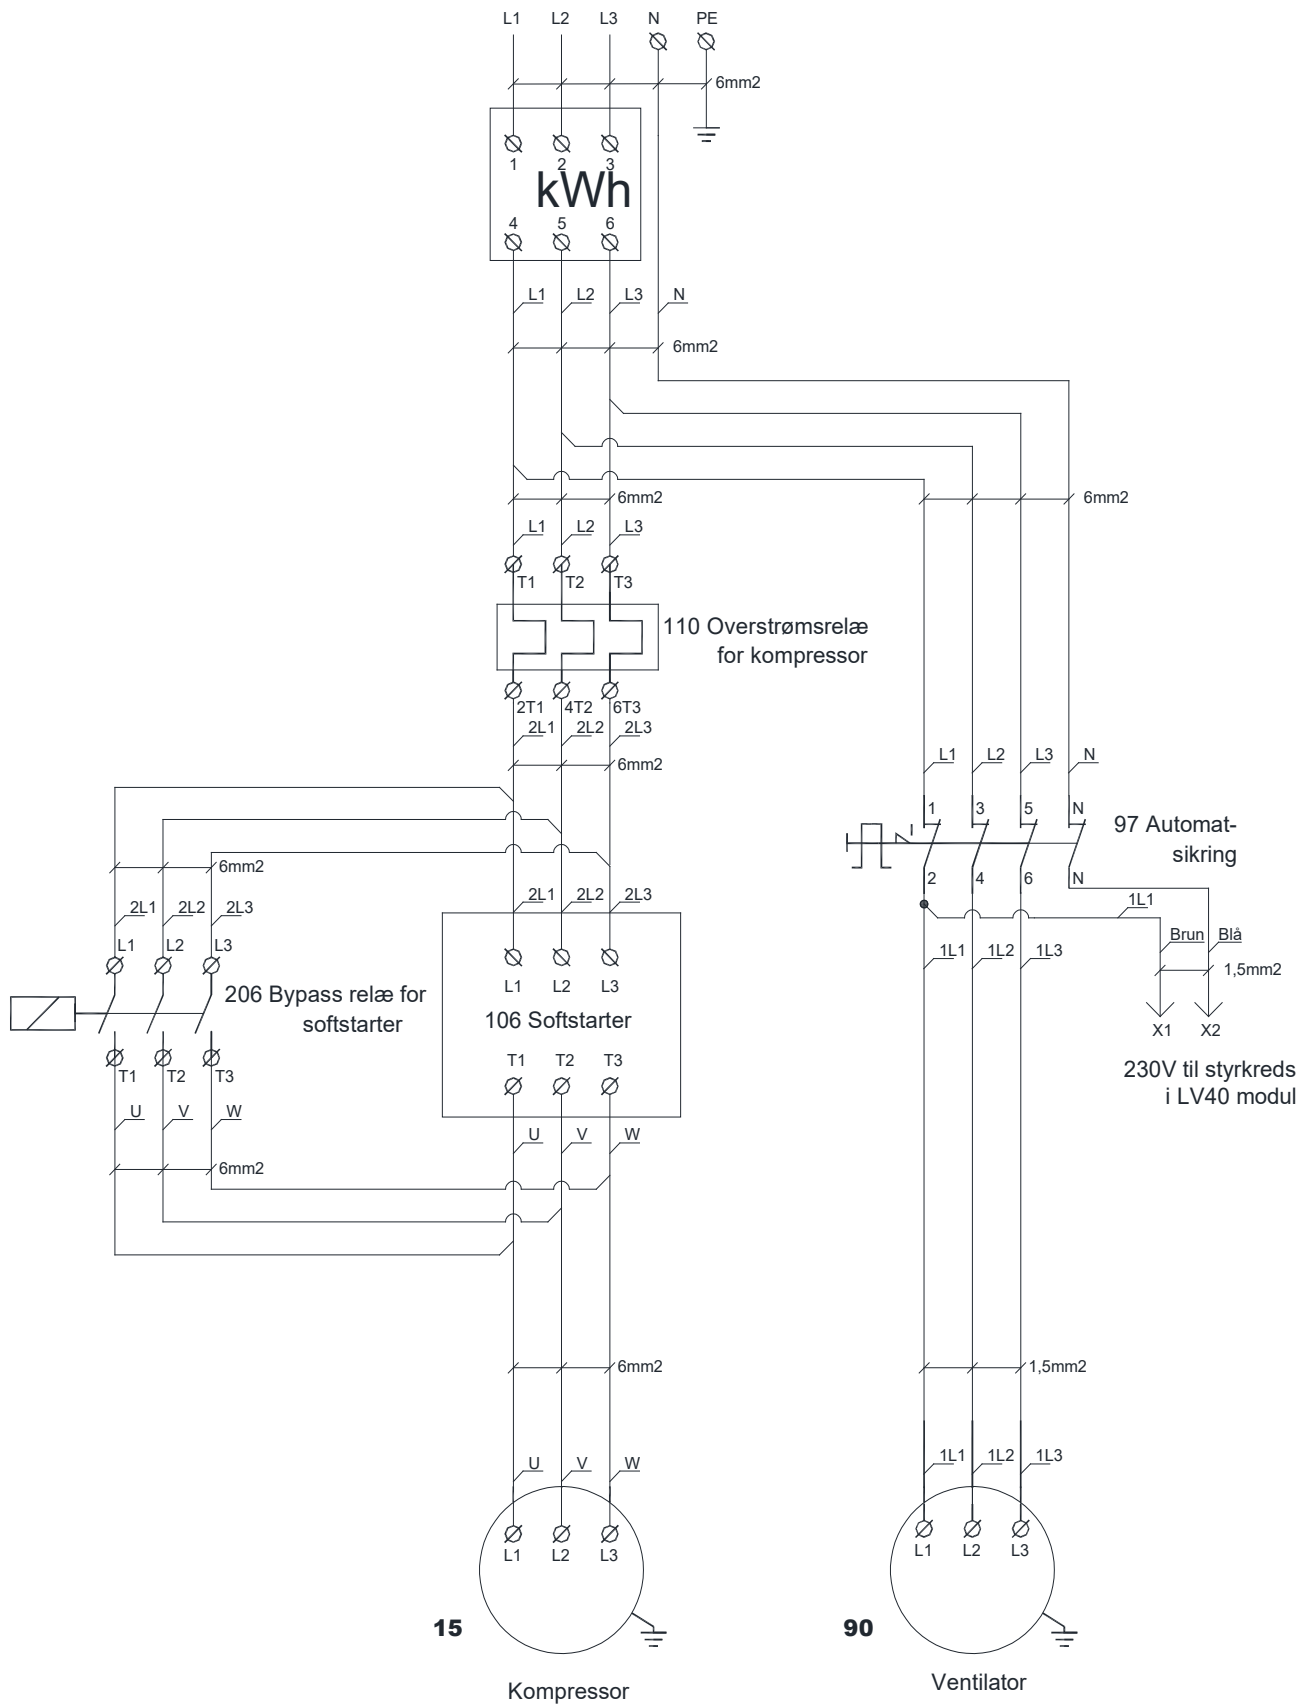 L1 L2 L3 N PE
6mm2
1 2 3
kWh
4 5 6
L1 L2 L3 N
6mm2
6mm2 6mm2
L1 L2 L3
T1 T2 T3
110 Overstrømsrelæ
for kompressor
2T1 4T2 6T3
2L1 2L2 2L3
6mm2
L1 L2 L3 N
1 3 5 N
97 Automat-
sikring
6mm2
2 4 6 N
2L1 2L2 2L3
2L1 2L2 2L3
1L1
Brun Blå
L1 L2 L3
1L1 1L2 1L3
1,5mm2
206 Bypass relæ for
softstarter
L1 L2 L3
106 Softstarter
X1 X2
T1 T2 T3
T1 T2 T3
230V til styrkreds
i LV40 modul
U V W
U V W
6mm2
6mm2
1,5mm2
U V W
1L1 1L2 1L3
L1 L2 L3
L1 L2 L3
15
90
Kompressor
Ventilator